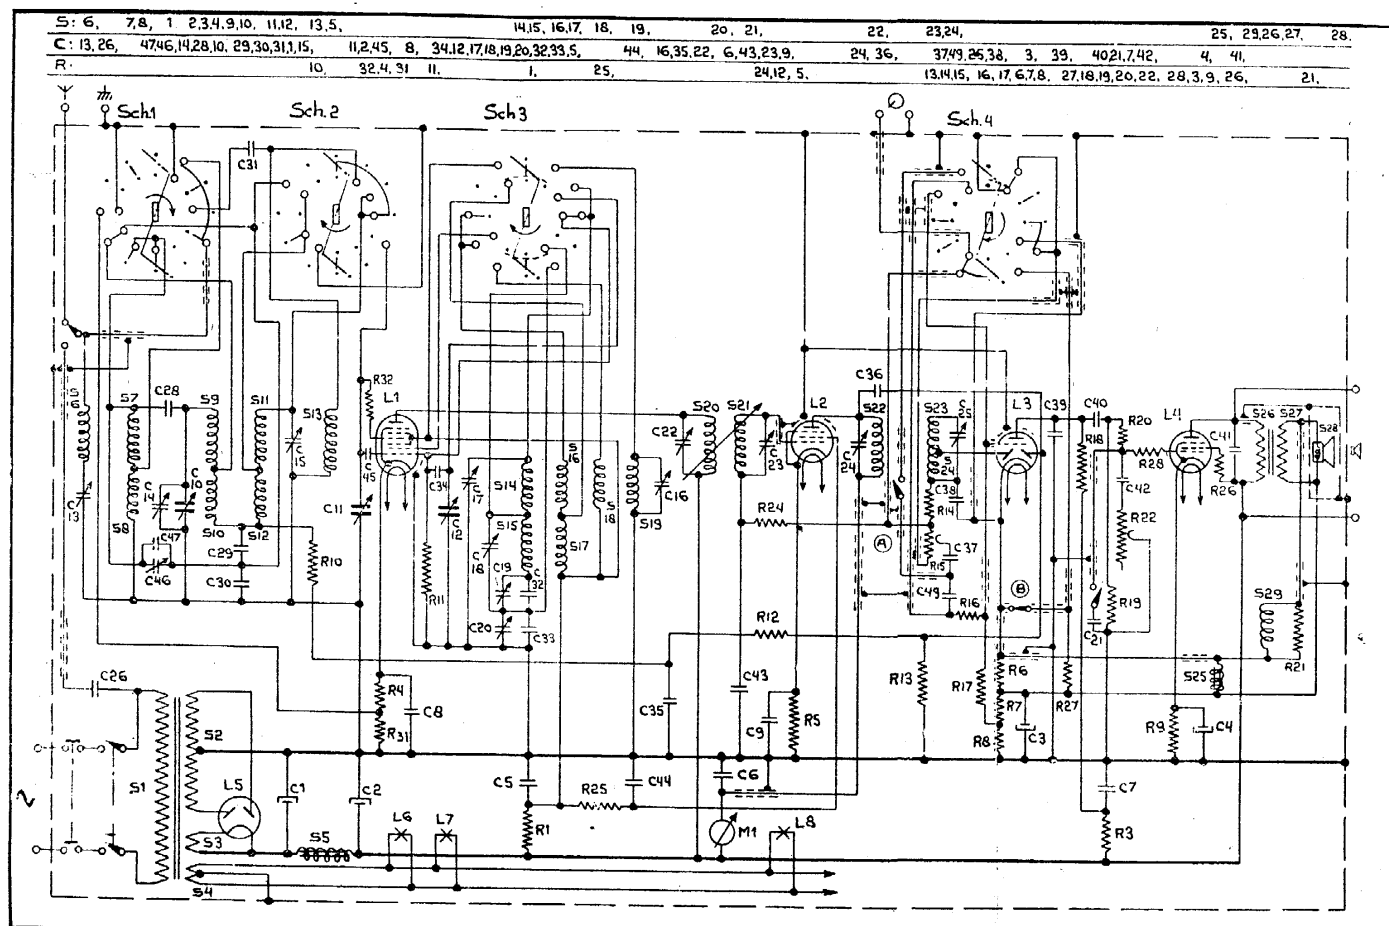 S: 6, 7,8, 1 2,3,4,9,10, 11,12, 13,5, 14,15, 16,17, 18, 19, 20, 21, 22, 23,24, 25, 29,26,27, 28.
C: 13,26, 47,46,14,28,10, 29,30,31,1,15, 11,2,45, 8, 34,12,17,18,19,20,32,33,5, 44, 16,35,22, 6,43,23,9, 24, 36, 37,49,25,38, 3, 39, 40,21,7,42, 4, 41,
R: 10, 32,4,31 11, 1, 25, 24,12, 5, 13,14,15, 16, 17, 6,7,8, 27,18,19,20,22, 28,3,9, 26, 21,
Sch.1 Sch.2 Sch.3 Sch.4
C31
R32 L1 C36
S6 S7 C28 S9 S11 S13 C22 S20 S21 L2 S22 S23 C25 L3 C39 C40 R20 L4 S26 S27 S28
C15 C45 C34 S16 C23 C24 S24 R18 R28 C41
C13 C14 C10 C11 C12 C17 S14 S18 C16 C38 C42 R26
S8 S10 S12 S15 S19 R24 R14 R22
C47 C29 C18 S17 A C37
C46 C30 R10 R11 C19 C32 R15 C49
C20 C33 R12 R16 B R19 S29
C21
C26 R4 C8 C35 C43 R13 R17 R6 R27 S25 R21
S2 R31 C9 R5 R7 C3 R9 C4
R8
S1 L5 C1 C2 C5 R25 C44 C6 C7
S3 S5 L6 L7 R1 M1 L8 R3
S4
2